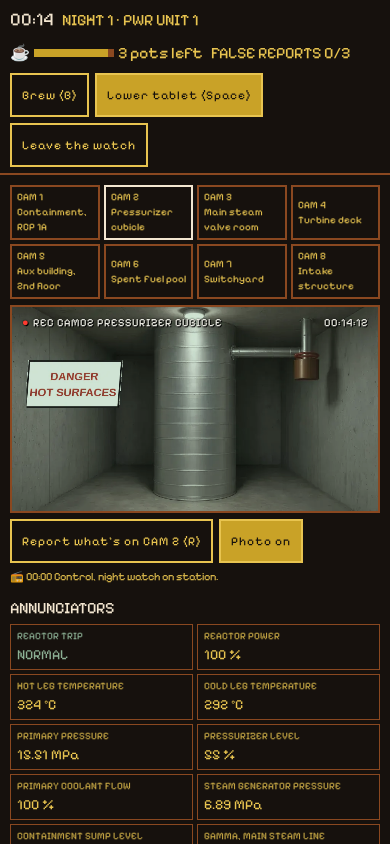 00:14 NIGHT 1 · PWR UNIT 1
3 pots left FALSE REPORTS 0/3
Brew (B)
Lower tablet (Space)
Leave the watch
CAM 1
Containment,
RCP 1A
CAM 2
Pressurizer
cubicle
CAM 3
Main steam
valve room
CAM 4
Turbine deck
CAM 5
Aux building,
2nd floor
CAM 6
Spent fuel pool
CAM 7
Switchyard
CAM 8
Intake
structure
REC CAM02 PRESSURIZER CUBICLE 00:14:12
DANGER
HOT SURFACES
Report what's on CAM 2 (R)
Photo on
00:00 Control, night watch on station.
ANNUNCIATORS
REACTOR TRIP
NORMAL
REACTOR POWER
100 %
HOT LEG TEMPERATURE
324 °C
COLD LEG TEMPERATURE
292 °C
PRIMARY PRESSURE
15.51 MPa
PRESSURIZER LEVEL
55 %
PRIMARY COOLANT FLOW
100 %
STEAM GENERATOR PRESSURE
6.89 MPa
CONTAINMENT SUMP LEVEL
GAMMA, MAIN STEAM LINE